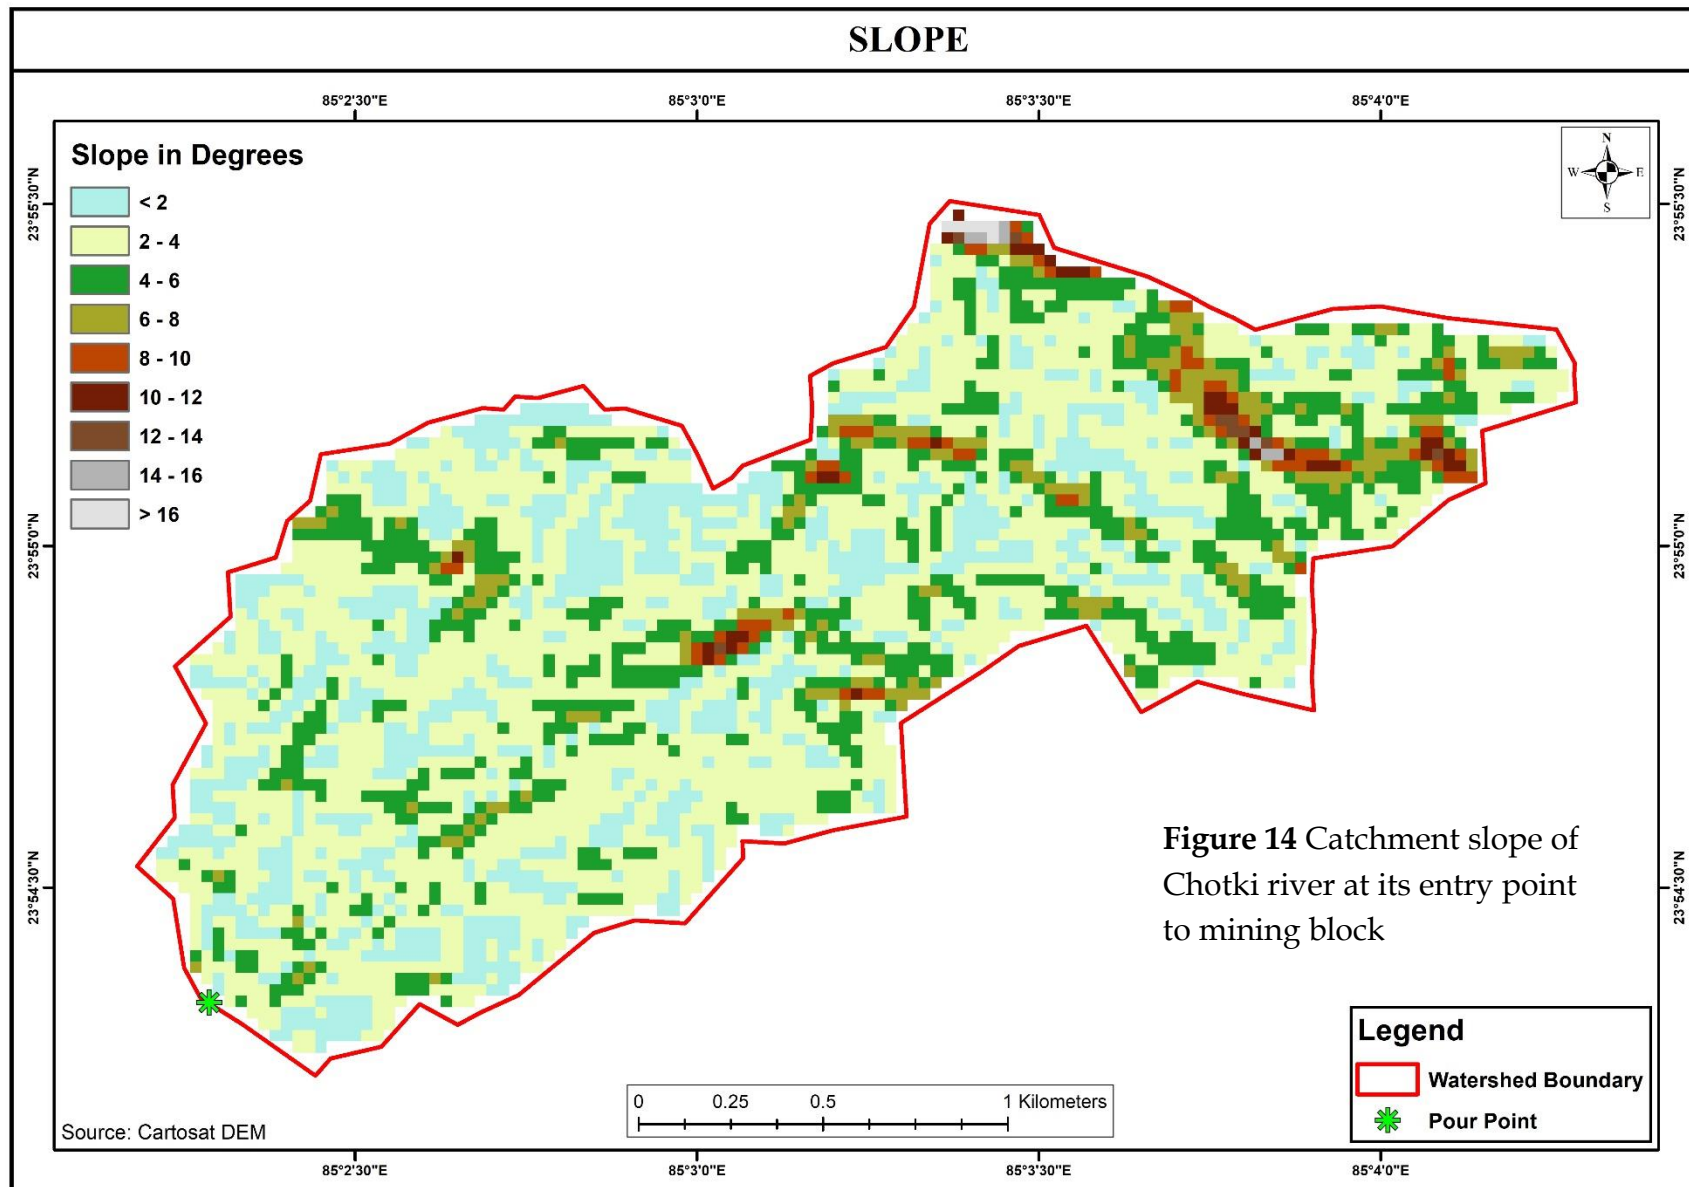 SLOPE
85°2'30"E 85°3'0"E 85°3'30"E 85°4'0"E
Slope in Degrees
< 2
2 - 4
4 - 6
6 - 8
8 - 10
10 - 12
12 - 14
14 - 16
> 16
N
W E
S
23°55'30"N 23°55'30"N
23°55'0"N 23°55'0"N
23°54'30"N 23°54'30"N
Figure 14 Catchment slope of
Chotki river at its entry point
to mining block
Legend
Watershed Boundary
Pour Point
0 0.25 0.5 1 Kilometers
Source: Cartosat DEM
85°2'30"E 85°3'0"E 85°3'30"E 85°4'0"E